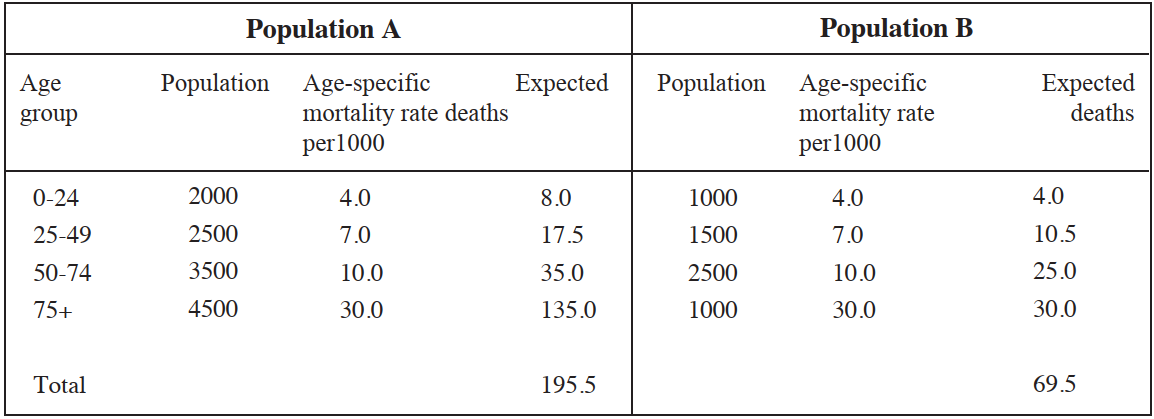 Population A Population B
Age Population Age-specific Expected Population Age-specific Expected
group mortality rate deaths mortality rate deaths
per1000 per1000
0-24 2000 4.0 8.0 1000 4.0 4.0
25-49 2500 7.0 17.5 1500 7.0 10.5
50-74 3500 10.0 35.0 2500 10.0 25.0
75+ 4500 30.0 135.0 1000 30.0 30.0
Total 195.5 69.5